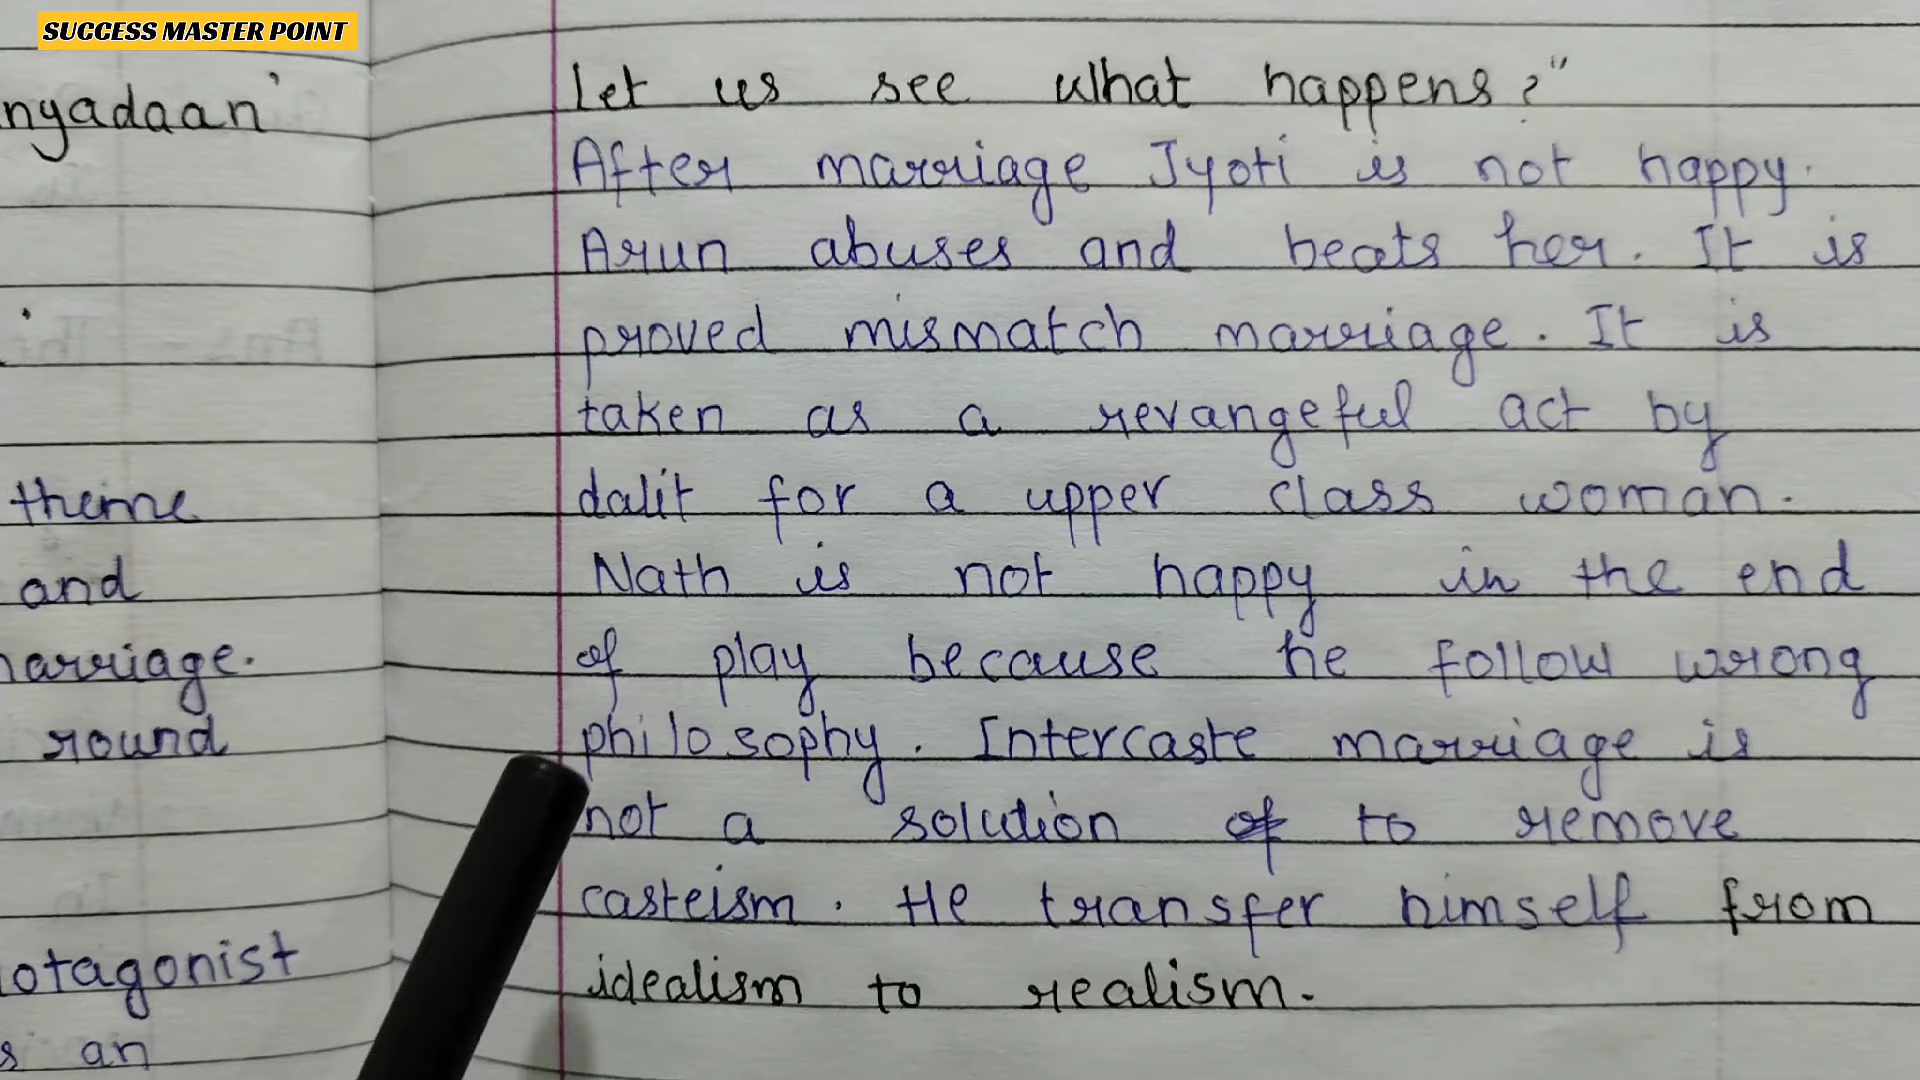 SUCCESS MASTER POINT
nyadaan'
theme
and
arriage.
round
otagonist
s an
Let us see what happens?"
After marriage Jyoti is not happy.
Arun abuses and beats her. It is
proved mismatch marriage. It is
taken as a revangeful act by
dalit for a upper class woman.
Nath is not happy in the end
of play because he follow wrong
philosophy. Intercaste marriage is
not a solution of to remove
casteism. He transfer himself from
idealism to realism.